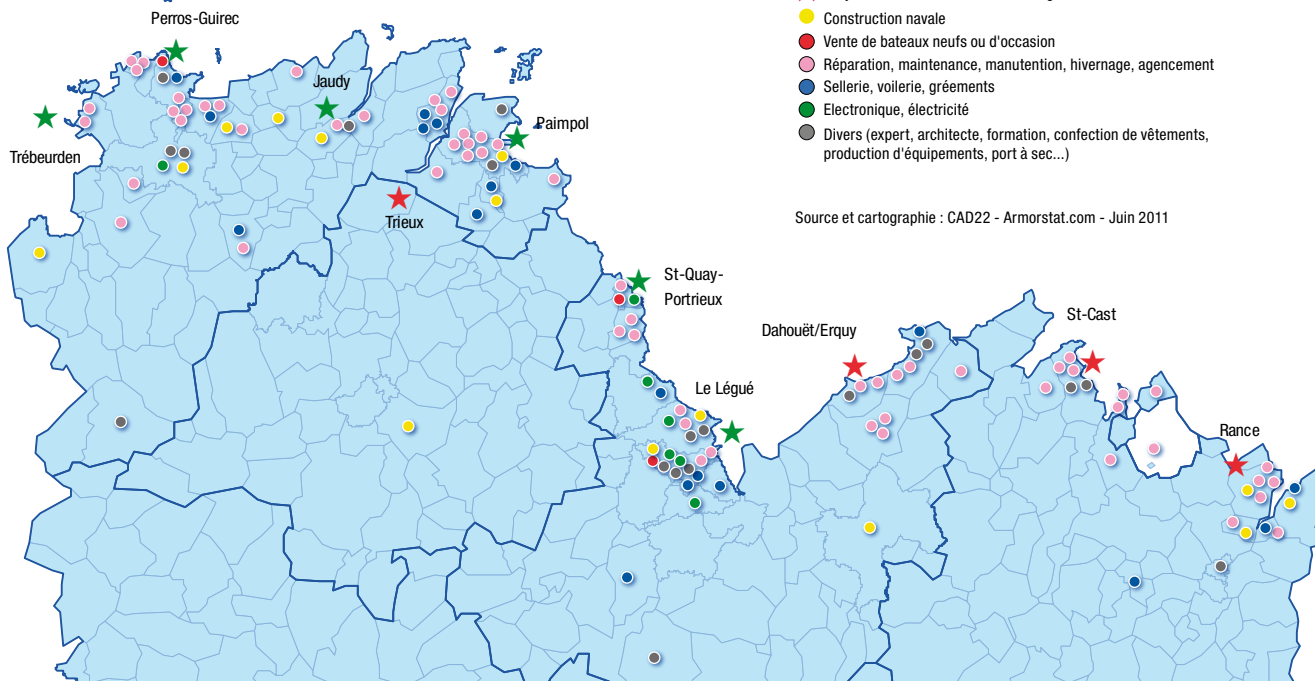 Perros-Guirec
Construction navale
Vente de bateaux neufs ou d'occasion
Réparation, maintenance, manutention, hivernage, agencement
Sellerie, voilerie, gréements
Electronique, électricité
Divers (expert, architecte, formation, confection de vêtements,
production d'équipements, port à sec...)
Jaudy
Paimpol
Trébeurden
Trieux
Source et cartographie : CAD22 - Armorstat.com - Juin 2011
St-Quay-
Portrieux
Dahouët/Erquy
St-Cast
Le Légué
Rance